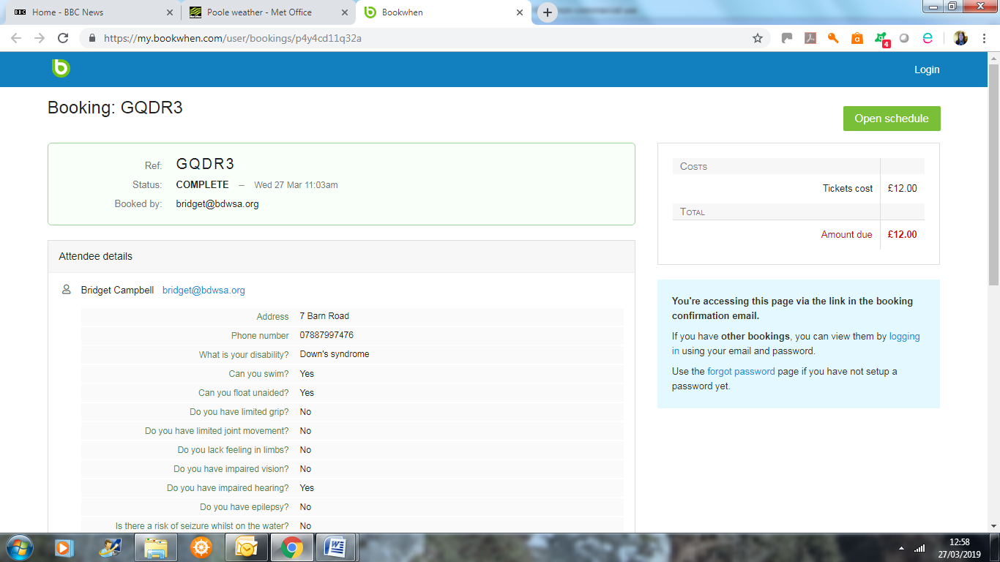 Home - BBC News
Poole weather - Met Office
Bookwhen
https://my.bookwhen.com/user/bookings/p4y4cd11q32a
4
Login
Booking: GQDR3
Open schedule
Ref: GQDR3
Status: COMPLETE – Wed 27 Mar 11:03am
Booked by: bridget@bdwsa.org
Attendee details
Bridget Campbell bridget@bdwsa.org
Address 7 Barn Road
Phone number 07887997476
What is your disability? Down's syndrome
Can you swim? Yes
Can you float unaided? Yes
Do you have limited grip? No
Do you have limited joint movement? No
Do you lack feeling in limbs? No
Do you have impaired vision? No
Do you have impaired hearing? Yes
Do you have epilepsy? No
Is there a risk of seizure whilst on the water? No
COSTS
Tickets cost £12.00
TOTAL
Amount due £12.00
You're accessing this page via the link in the booking
confirmation email.
If you have other bookings, you can view them by logging
in using your email and password.
Use the forgot password page if you have not setup a
password yet.
12:58
27/03/2019